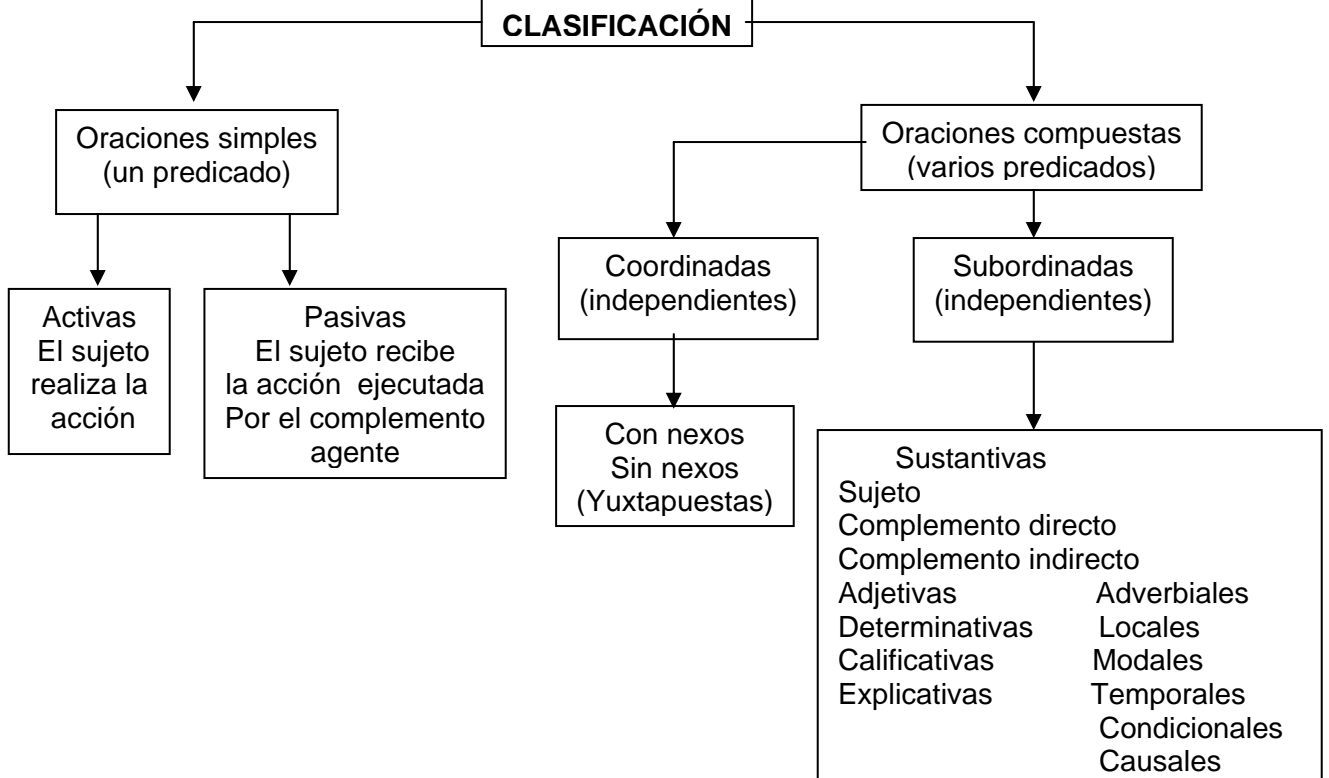 CLASIFICACIÓN
Oraciones simples
(un predicado)
Oraciones compuestas
(varios predicados)
Activas
El sujeto
realiza la
acción
Pasivas
El sujeto recibe
la acción ejecutada
Por el complemento
agente
Coordinadas
(independientes)
Subordinadas
(independientes)
Con nexos
Sin nexos
(Yuxtapuestas)
Sustantivas
Sujeto
Complemento directo
Complemento indirecto
Adjetivas Adverbiales
Determinativas Locales
Calificativas Modales
Explicativas Temporales
Condicionales
Causales